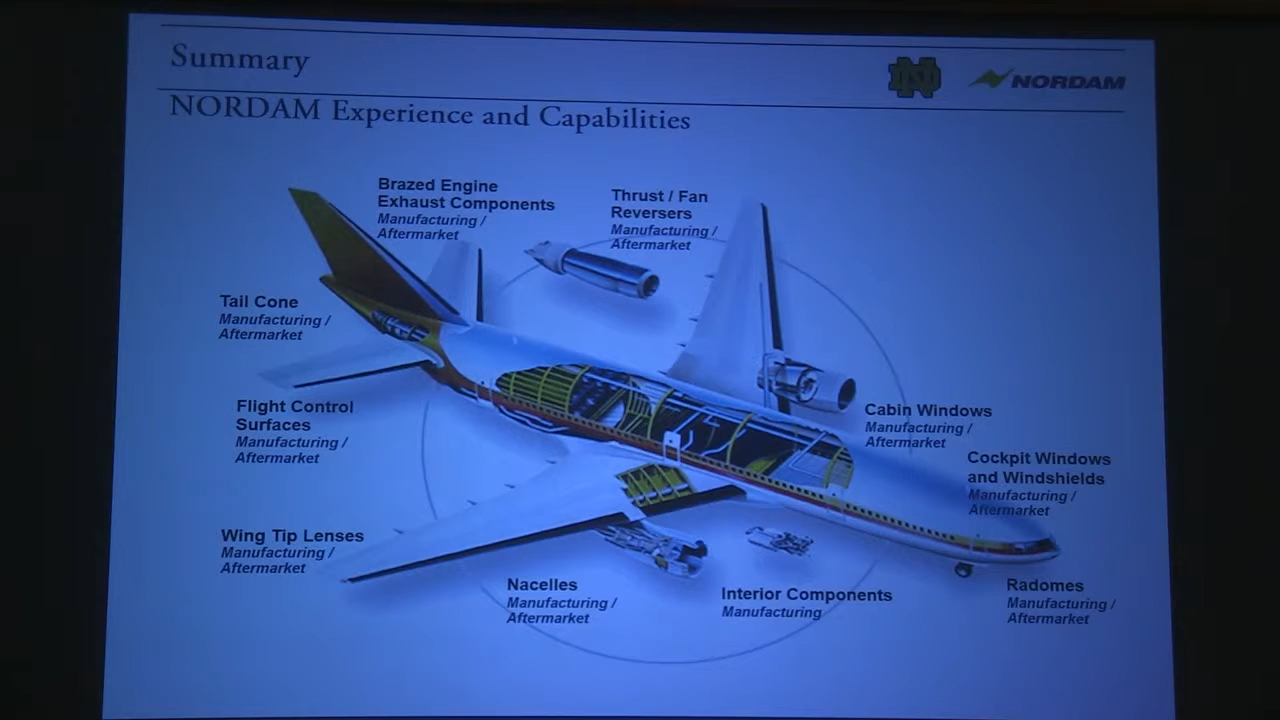 Summary
NORDAM
NORDAM Experience and Capabilities
Brazed Engine
Exhaust Components
Manufacturing /
Aftermarket
Thrust / Fan
Reversers
Manufacturing /
Aftermarket
Tail Cone
Manufacturing /
Aftermarket
Flight Control
Surfaces
Manufacturing /
Aftermarket
Cabin Windows
Manufacturing /
Aftermarket
Cockpit Windows
and Windshields
Manufacturing /
Aftermarket
Wing Tip Lenses
Manufacturing /
Aftermarket
Nacelles
Manufacturing /
Aftermarket
Interior Components
Manufacturing
Radomes
Manufacturing /
Aftermarket